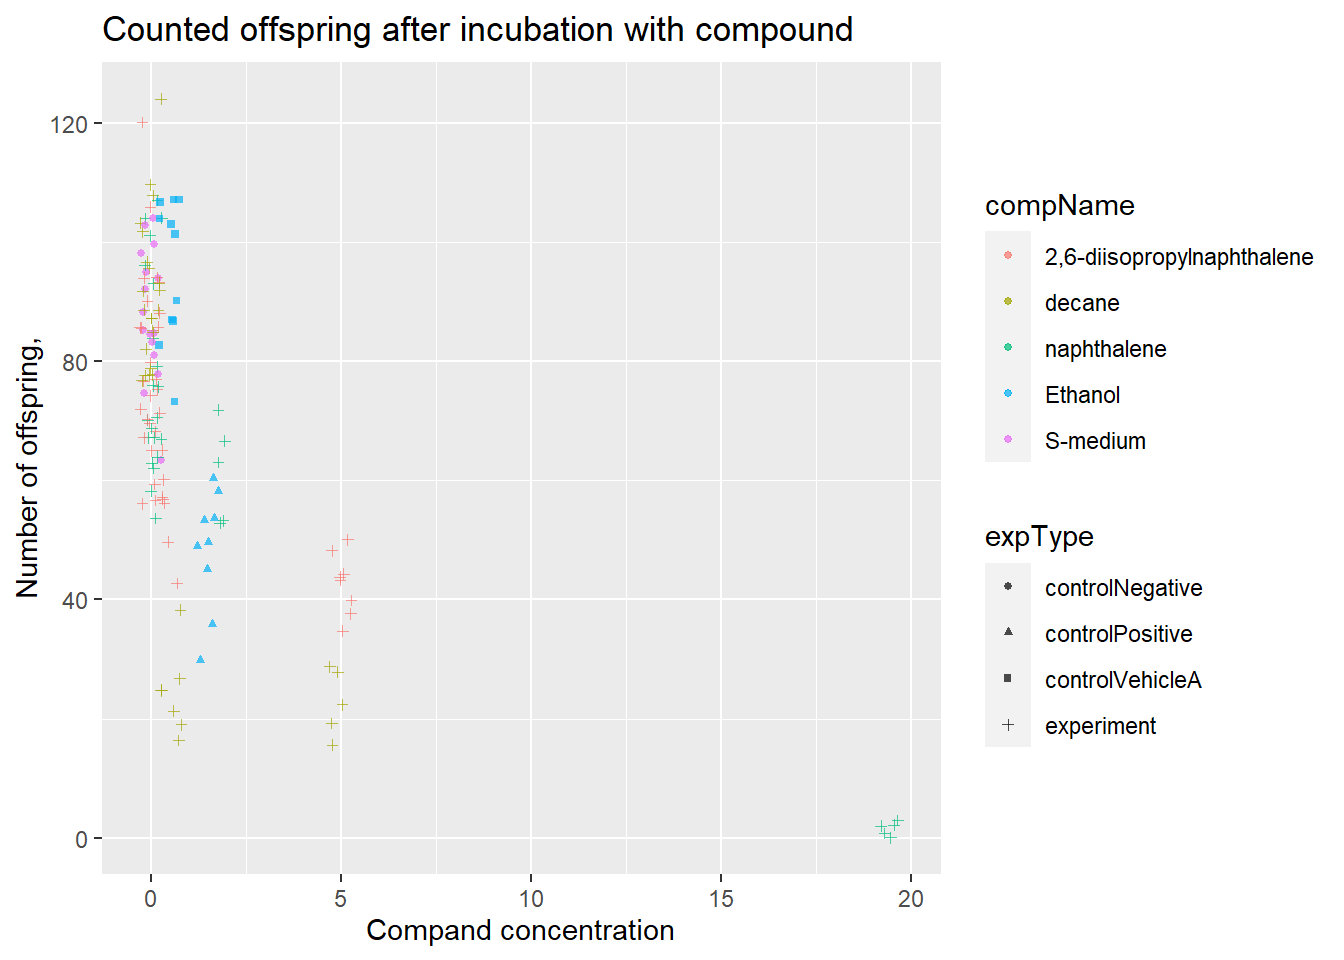 Counted offspring after incubation with compound
Number of offspring,
120
80
40
0
0 5 10 15 20
Compand concentration
compName
2,6-diisopropylnaphthalene
decane
naphthalene
Ethanol
S-medium
expType
controlNegative
controlPositive
controlVehicleA
experiment